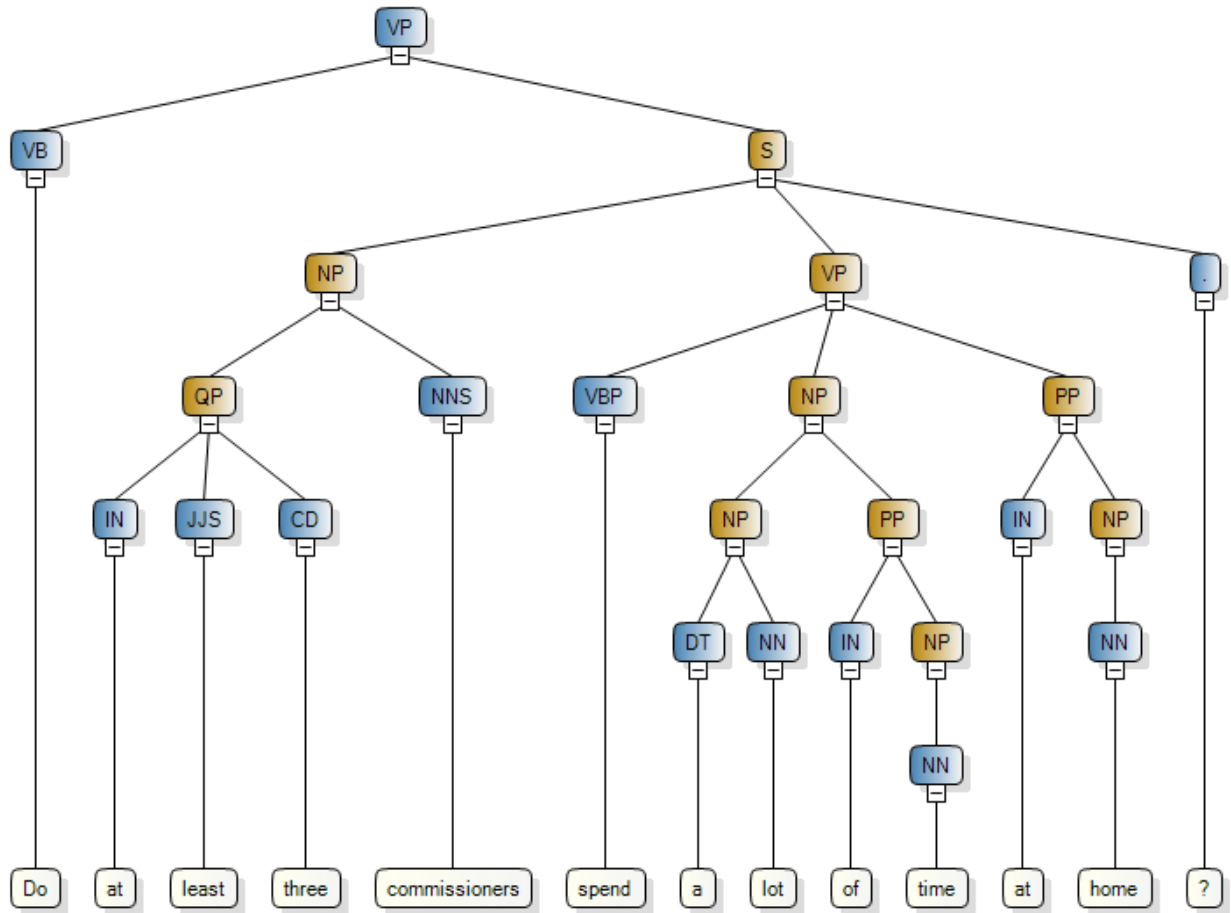 VP
VB S
NP VP .
QP NNS VBP NP PP
IN JJS CD NP PP IN NP
DT NN IN NP NN
NN
Do at least three commissioners spend a lot of time at home ?